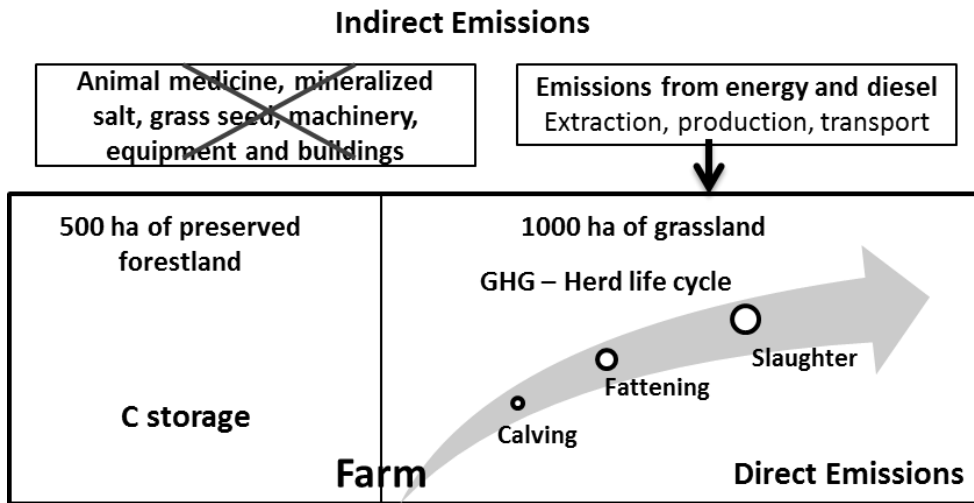 Indirect Emissions
Animal medicine, mineralized
salt, grass seed, machinery,
equipment and buildings
Emissions from energy and diesel
Extraction, production, transport
500 ha of preserved
forestland
C storage
1000 ha of grassland
GHG – Herd life cycle
Slaughter
Fattening
Calving
Farm
Direct Emissions